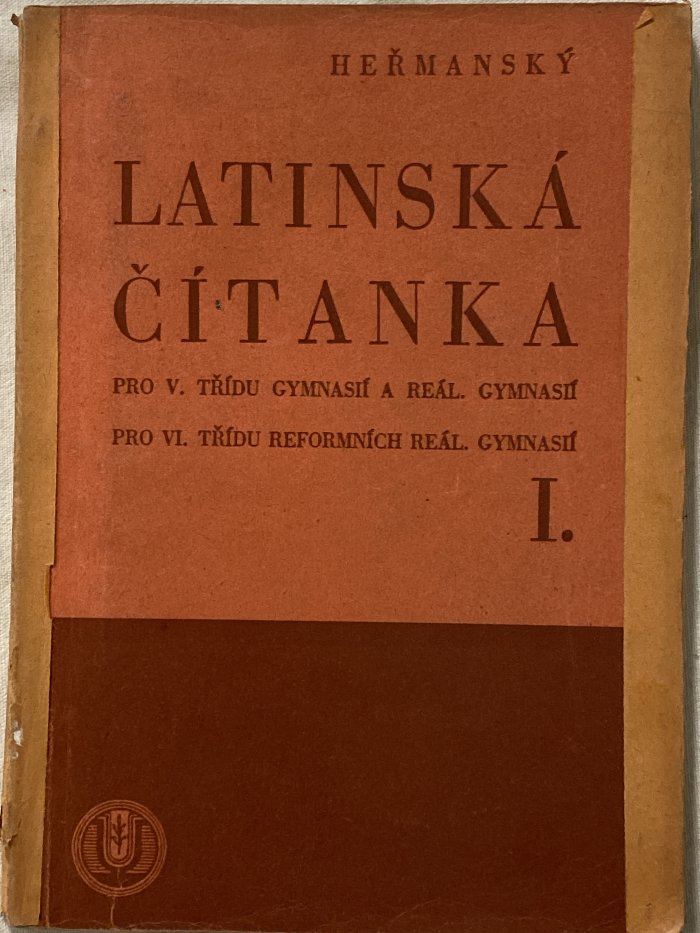 HEŘMANSKÝ
LATINSKÁ
ČÍTANKA
PRO V. TŘÍDU GYMNASIÍ A REÁL. GYMNASIÍ
PRO VI. TŘÍDU REFORMNÍCH REÁL. GYMNASIÍ
I.